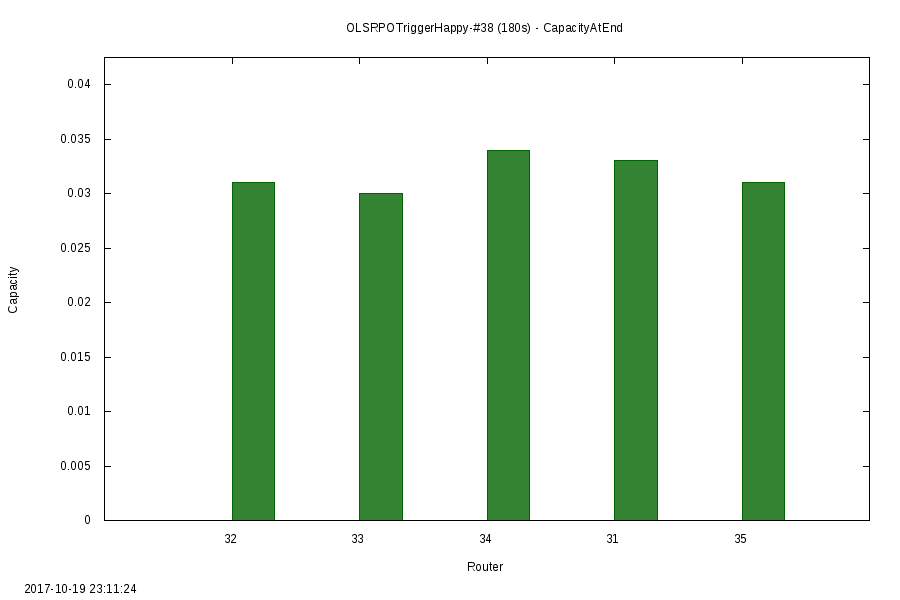 OLSRPOTriggerHappy-#38 (180s) - CapacityAtEnd
0.04
0.035
0.03
0.025
0.02
0.015
0.01
0.005
0
Capacity
32 33 34 31 35
Router
2017-10-19 23:11:24